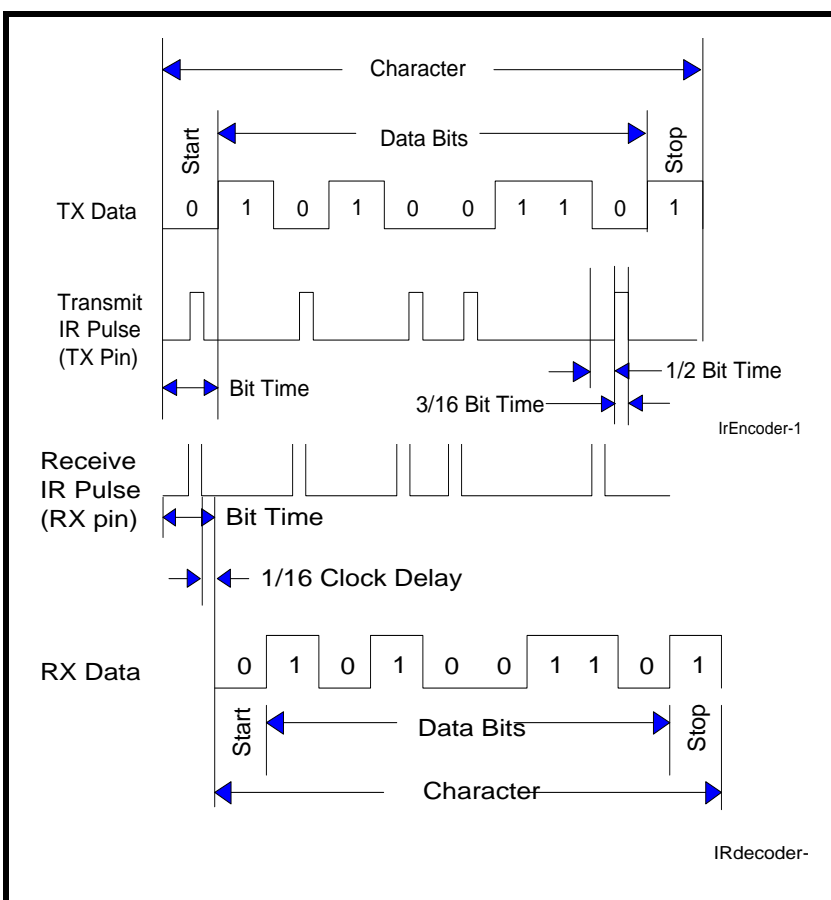 Character
Start
Data Bits
Stop
TX Data 0 1 0 1 0 0 1 1 0 1
Transmit
IR Pulse
(TX Pin)
Bit Time
1/2 Bit Time
3/16 Bit Time
IrEncoder-1
Receive
IR Pulse
(RX pin)
Bit Time
1/16 Clock Delay
RX Data 0 1 0 1 0 0 1 1 0 1
Start
Data Bits
Stop
Character
IRdecoder-